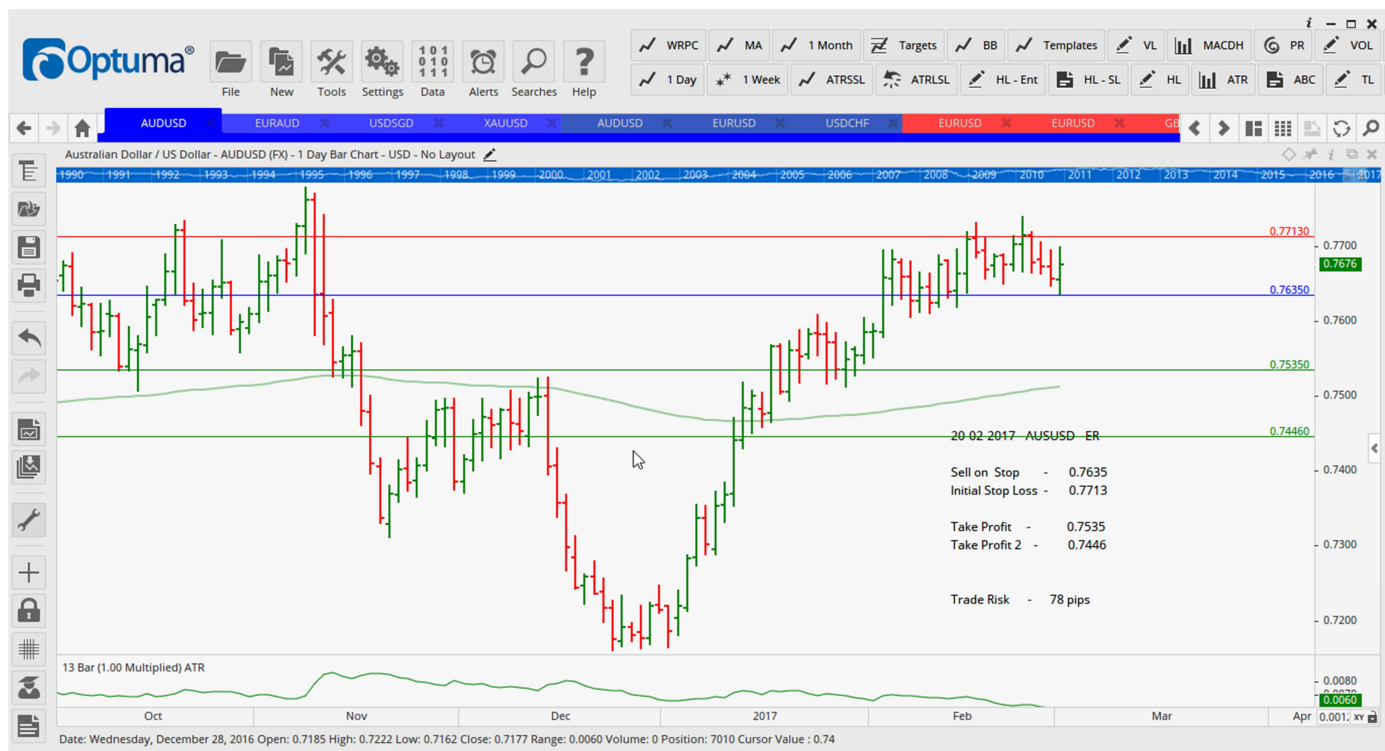 Optuma®
File New Tools Settings Data Alerts Searches Help
WRPC MA 1 Month Targets BB Templates VL MACDH PR VOL
1 Day 1 Week ATRSSL ATRLSL HL - Ent HL - SL HL ATR ABC TL
AUDUSD EURAUD USDSGD XAUUSD AUDUSD EURUSD USDCHF EURUSD EURUSD GB
Australian Dollar / US Dollar - AUDUSD (FX) - 1 Day Bar Chart - USD - No Layout
1990 1991 1992 1993 1994 1995 1996 1997 1998 1999 2000 2001 2002 2003 2004 2005 2006 2007 2008 2009 2010 2011 2012 2013 2014 2015 2016 2017
0.77130
0.7700
0.7676
0.76350
0.7600
0.75350
0.7500
0.74460
20 02 2017 AUSUSD ER
0.7400
Sell on Stop - 0.7635
Initial Stop Loss - 0.7713
Take Profit - 0.7535
Take Profit 2 - 0.7446
0.7300
Trade Risk - 78 pips
0.7200
13 Bar (1.00 Multiplied) ATR
0.0080
0.0060
Oct Nov Dec 2017 Feb Mar Apr XY
Date: Wednesday, December 28, 2016 Open: 0.7185 High: 0.7222 Low: 0.7162 Close: 0.7177 Range: 0.0060 Volume: 0 Position: 7010 Cursor Value : 0.74